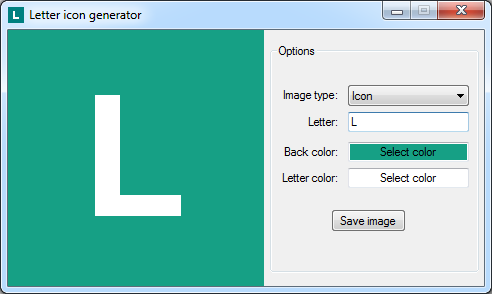 L Letter icon generator
L
Options
Image type: Icon
Letter: L
Back color: Select color
Letter color: Select color
Save image